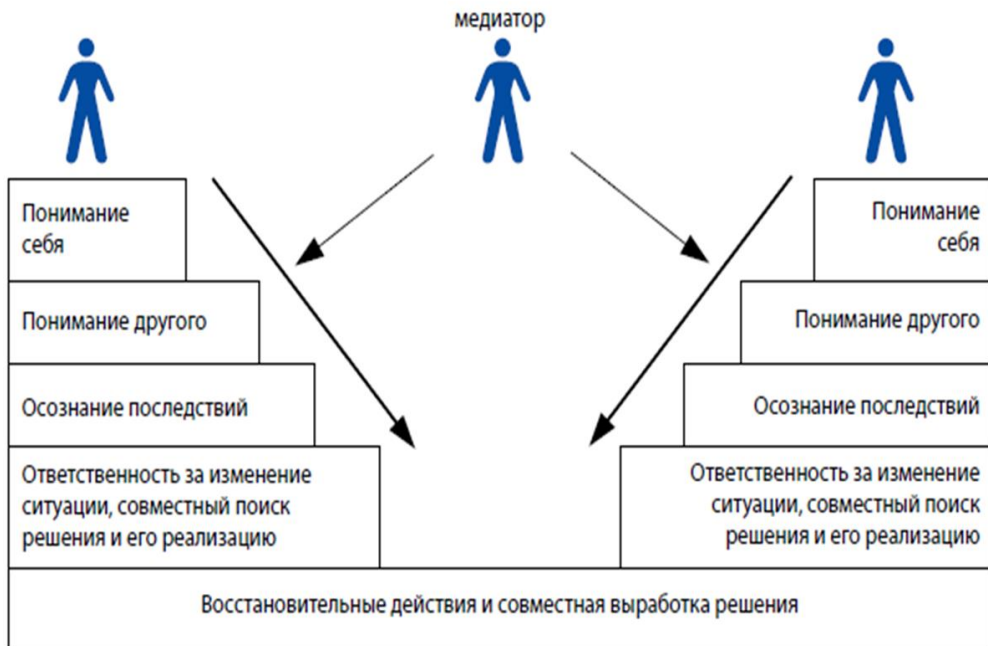 медиатор
Понимание
себя
Понимание
себя
Понимание другого
Понимание другого
Осознание последствий
Осознание последствий
Ответственность за изменение
ситуации, совместный поиск
решения и его реализацию
Ответственность за изменение
ситуации, совместный поиск
решения и его реализацию
Восстановительные действия и совместная выработка решения